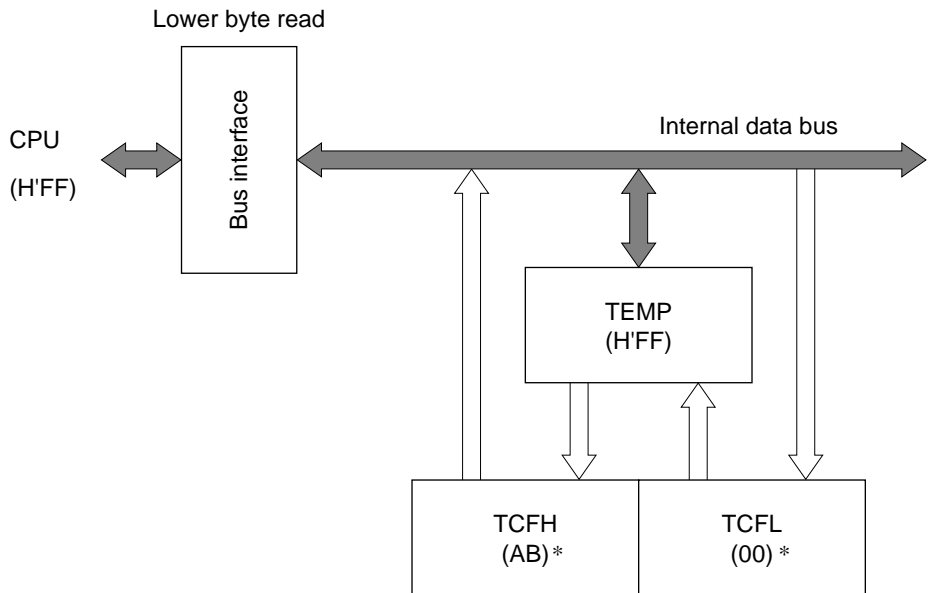 Lower byte read
CPU
(H'FF)
Bus interface
Internal data bus
TEMP
(H'FF)
TCFH
(AB)*
TCFL
(00)*